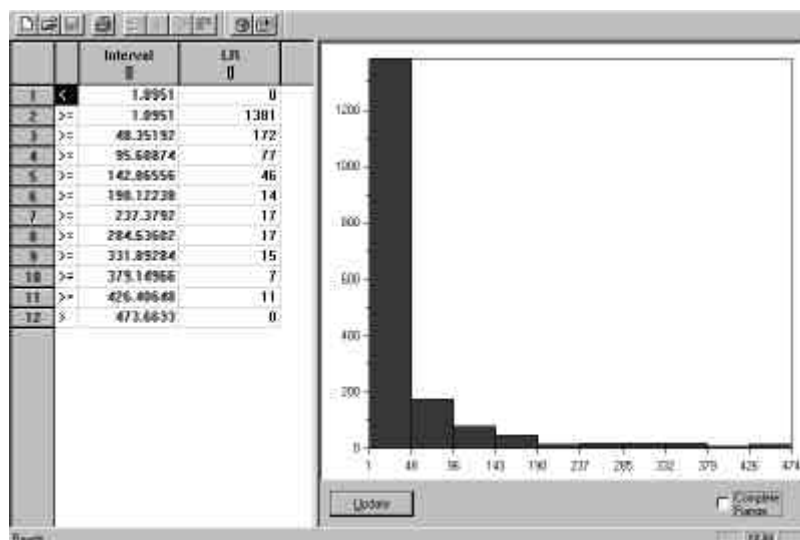 Interval LR
[] []
1 < 1.0951 0
2 >= 1.0951 1381
3 >= 48.35192 172
4 >= 95.60874 77
5 >= 142.86556 46
6 >= 190.12238 14
7 >= 237.3792 17
8 >= 284.63602 17
9 >= 331.89284 15
10 >= 379.14966 7
11 >= 426.40648 11
12 > 473.6633 0
1200
1000
800
600
400
200
0
1 48 96 143 190 237 285 332 379 426 474
Update
Complete
Range
Ready